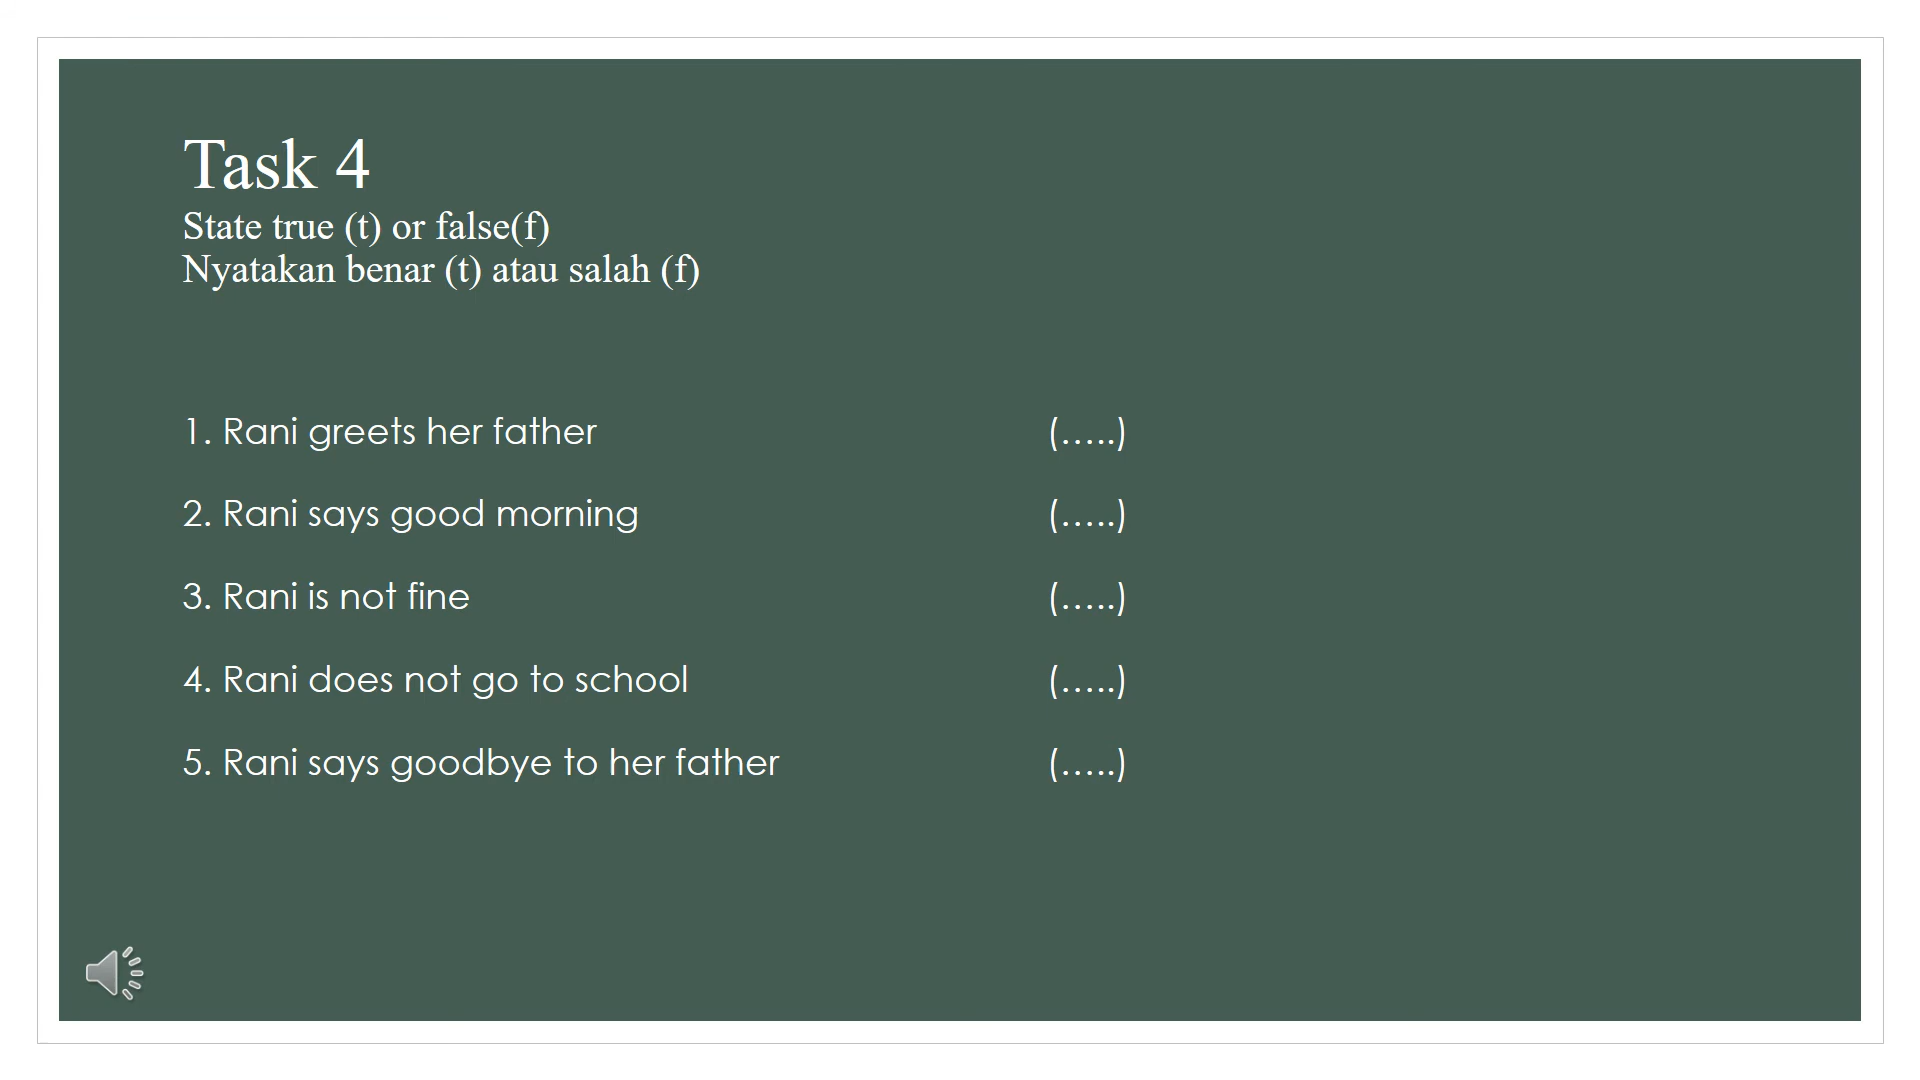 Task 4
State true (t) or false(f)
Nyatakan benar (t) atau salah (f)
1. Rani greets her father (…..)
2. Rani says good morning (…..)
3. Rani is not fine (…..)
4. Rani does not go to school (…..)
5. Rani says goodbye to her father (…..)